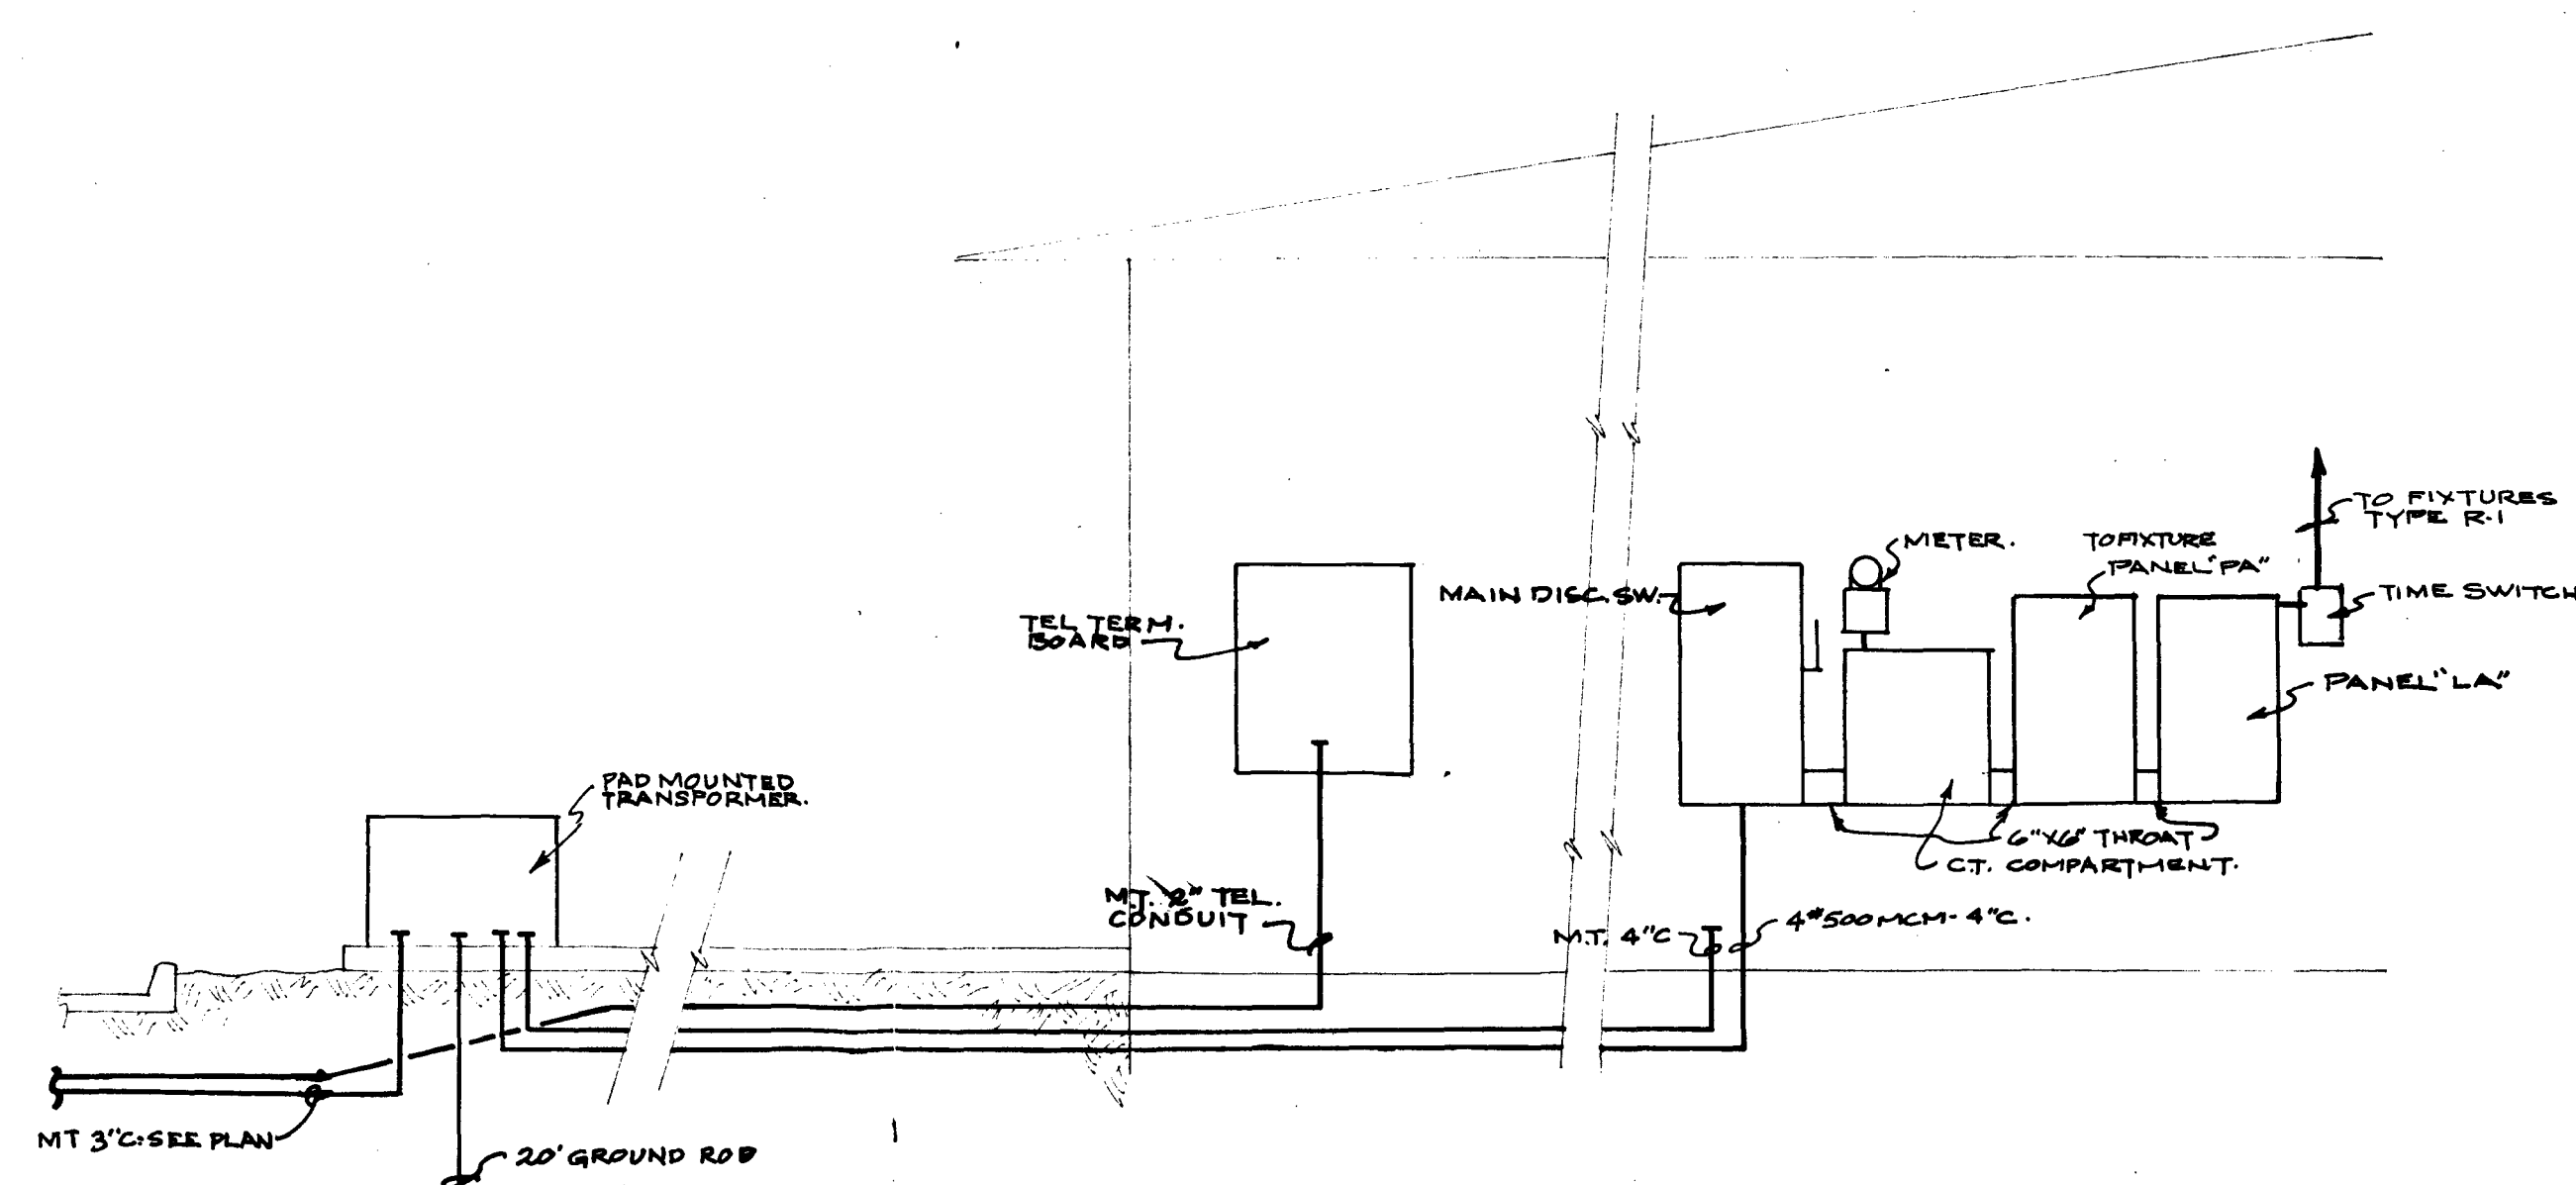 TO FIXTURES
TYPE R-1
METER.
TO FIXTURE
PANEL "PA"
MAIN DISC. SW.
TIME SWITCH
TEL TERM.
BOARD
PANEL "LA"
PAD MOUNTED
TRANSFORMER.
6"X6" THROAT
C.T. COMPARTMENT.
M.T. 2" TEL.
CONDUIT
4#500 MCM- 4"C.
M.T. 4"C
MT 3"C-SEE PLAN
20' GROUND ROD